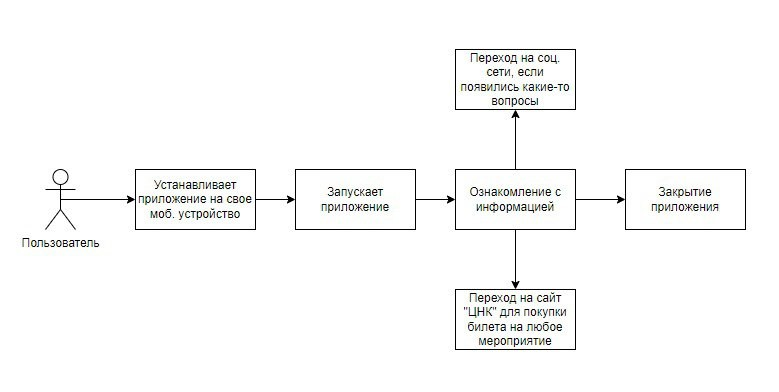 Переход на соц.
сети, если
появились какие-то
вопросы
Устанавливает
приложение на свое
моб. устройство
Запускает
приложение
Ознакомление с
информацией
Закрытие
приложения
Пользователь
Переход на сайт
"ЦНК" для покупки
билета на любое
мероприятие